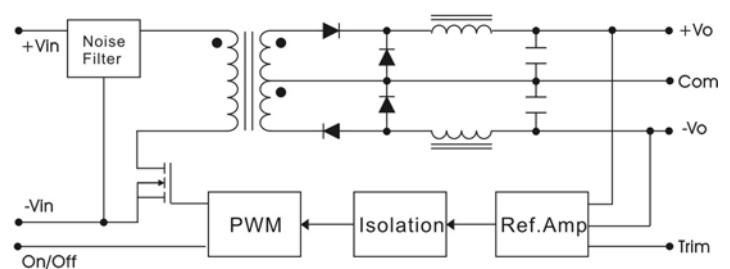 +Vin
Noise
Filter
+Vo
Com
-Vo
-Vin
PWM
Isolation
Ref.Amp
Trim
On/Off